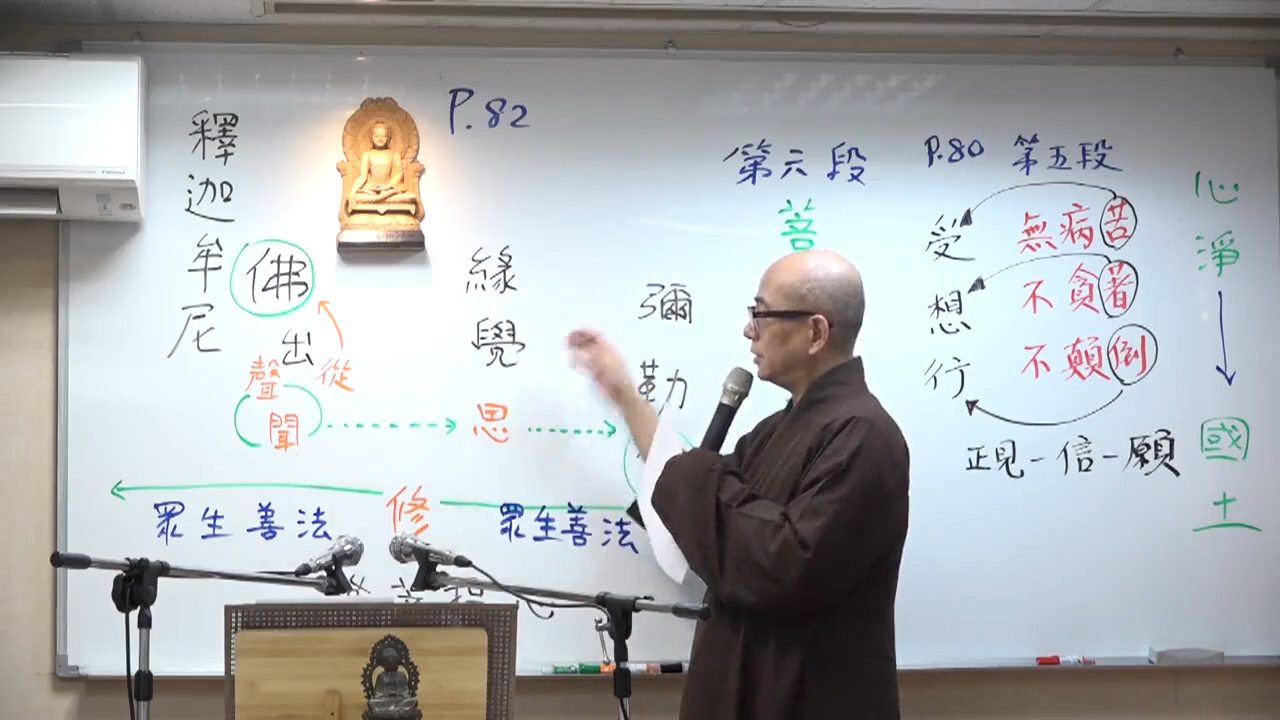 P.82
釋迦牟尼
佛
出
從
聲聞
緣覺
思
彌勒
修
眾生善法
眾生善法
第六段
菩
P.80 第五段
受 無病苦
想 不貪著
行 不顛倒
正見-信-願
心淨
國土